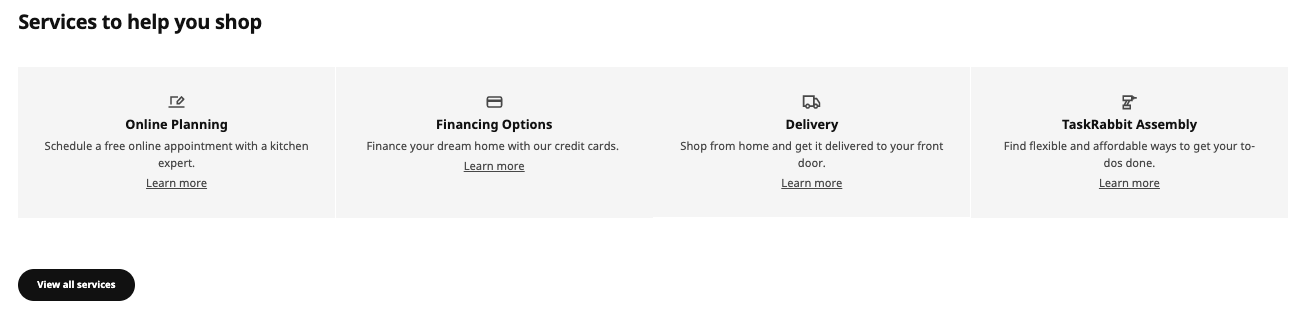 Services to help you shop
Online Planning
Schedule a free online appointment with a kitchen
expert.
Learn more
Financing Options
Finance your dream home with our credit cards.
Learn more
Delivery
Shop from home and get it delivered to your front
door.
Learn more
TaskRabbit Assembly
Find flexible and affordable ways to get your to-
dos done.
Learn more
View all services